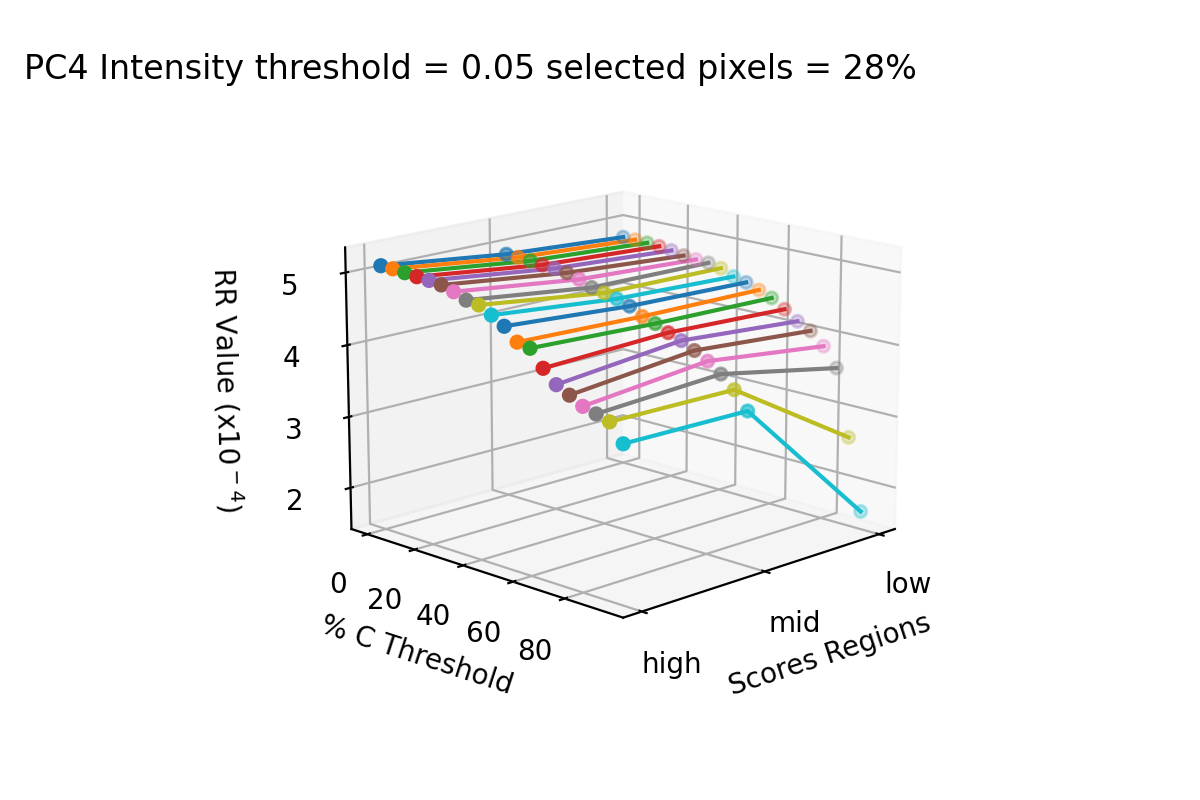 PC4 Intensity threshold = 0.05 selected pixels = 28%
RR Value (x10⁻⁴)
5
4
3
2
0
20
40
60
80
% C Threshold
high
mid
low
Scores Regions